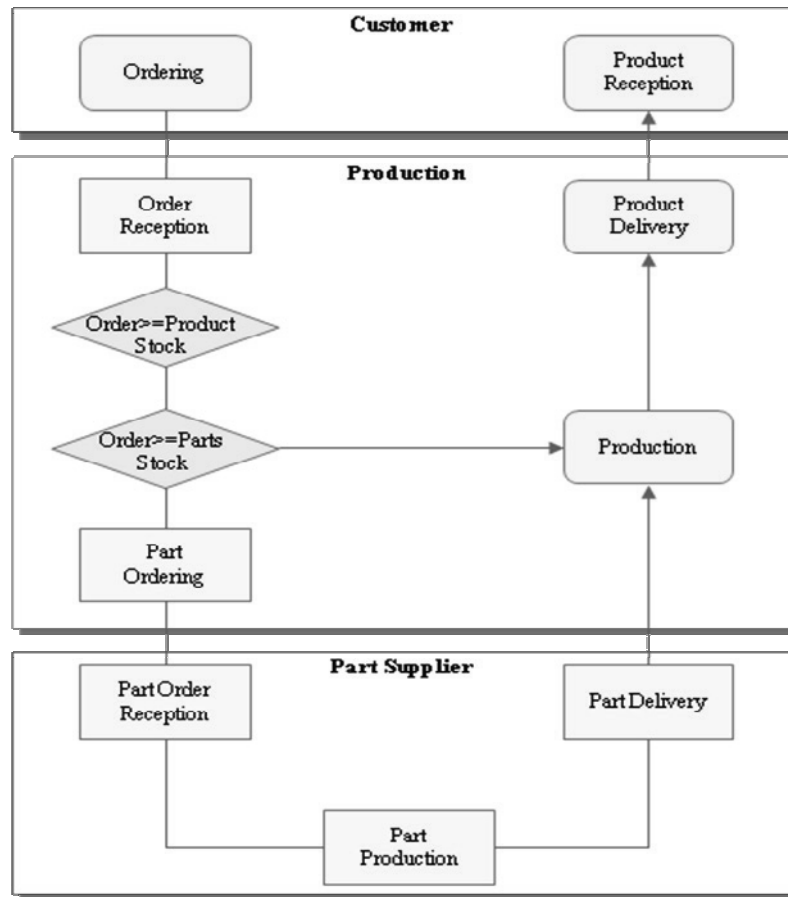 Customer
Ordering
Product
Reception
Production
Order
Reception
Product
Delivery
Order>=Product
Stock
Order>=Parts
Stock
Production
Part
Ordering
Part Supplier
Part Order
Reception
Part Delivery
Part
Production